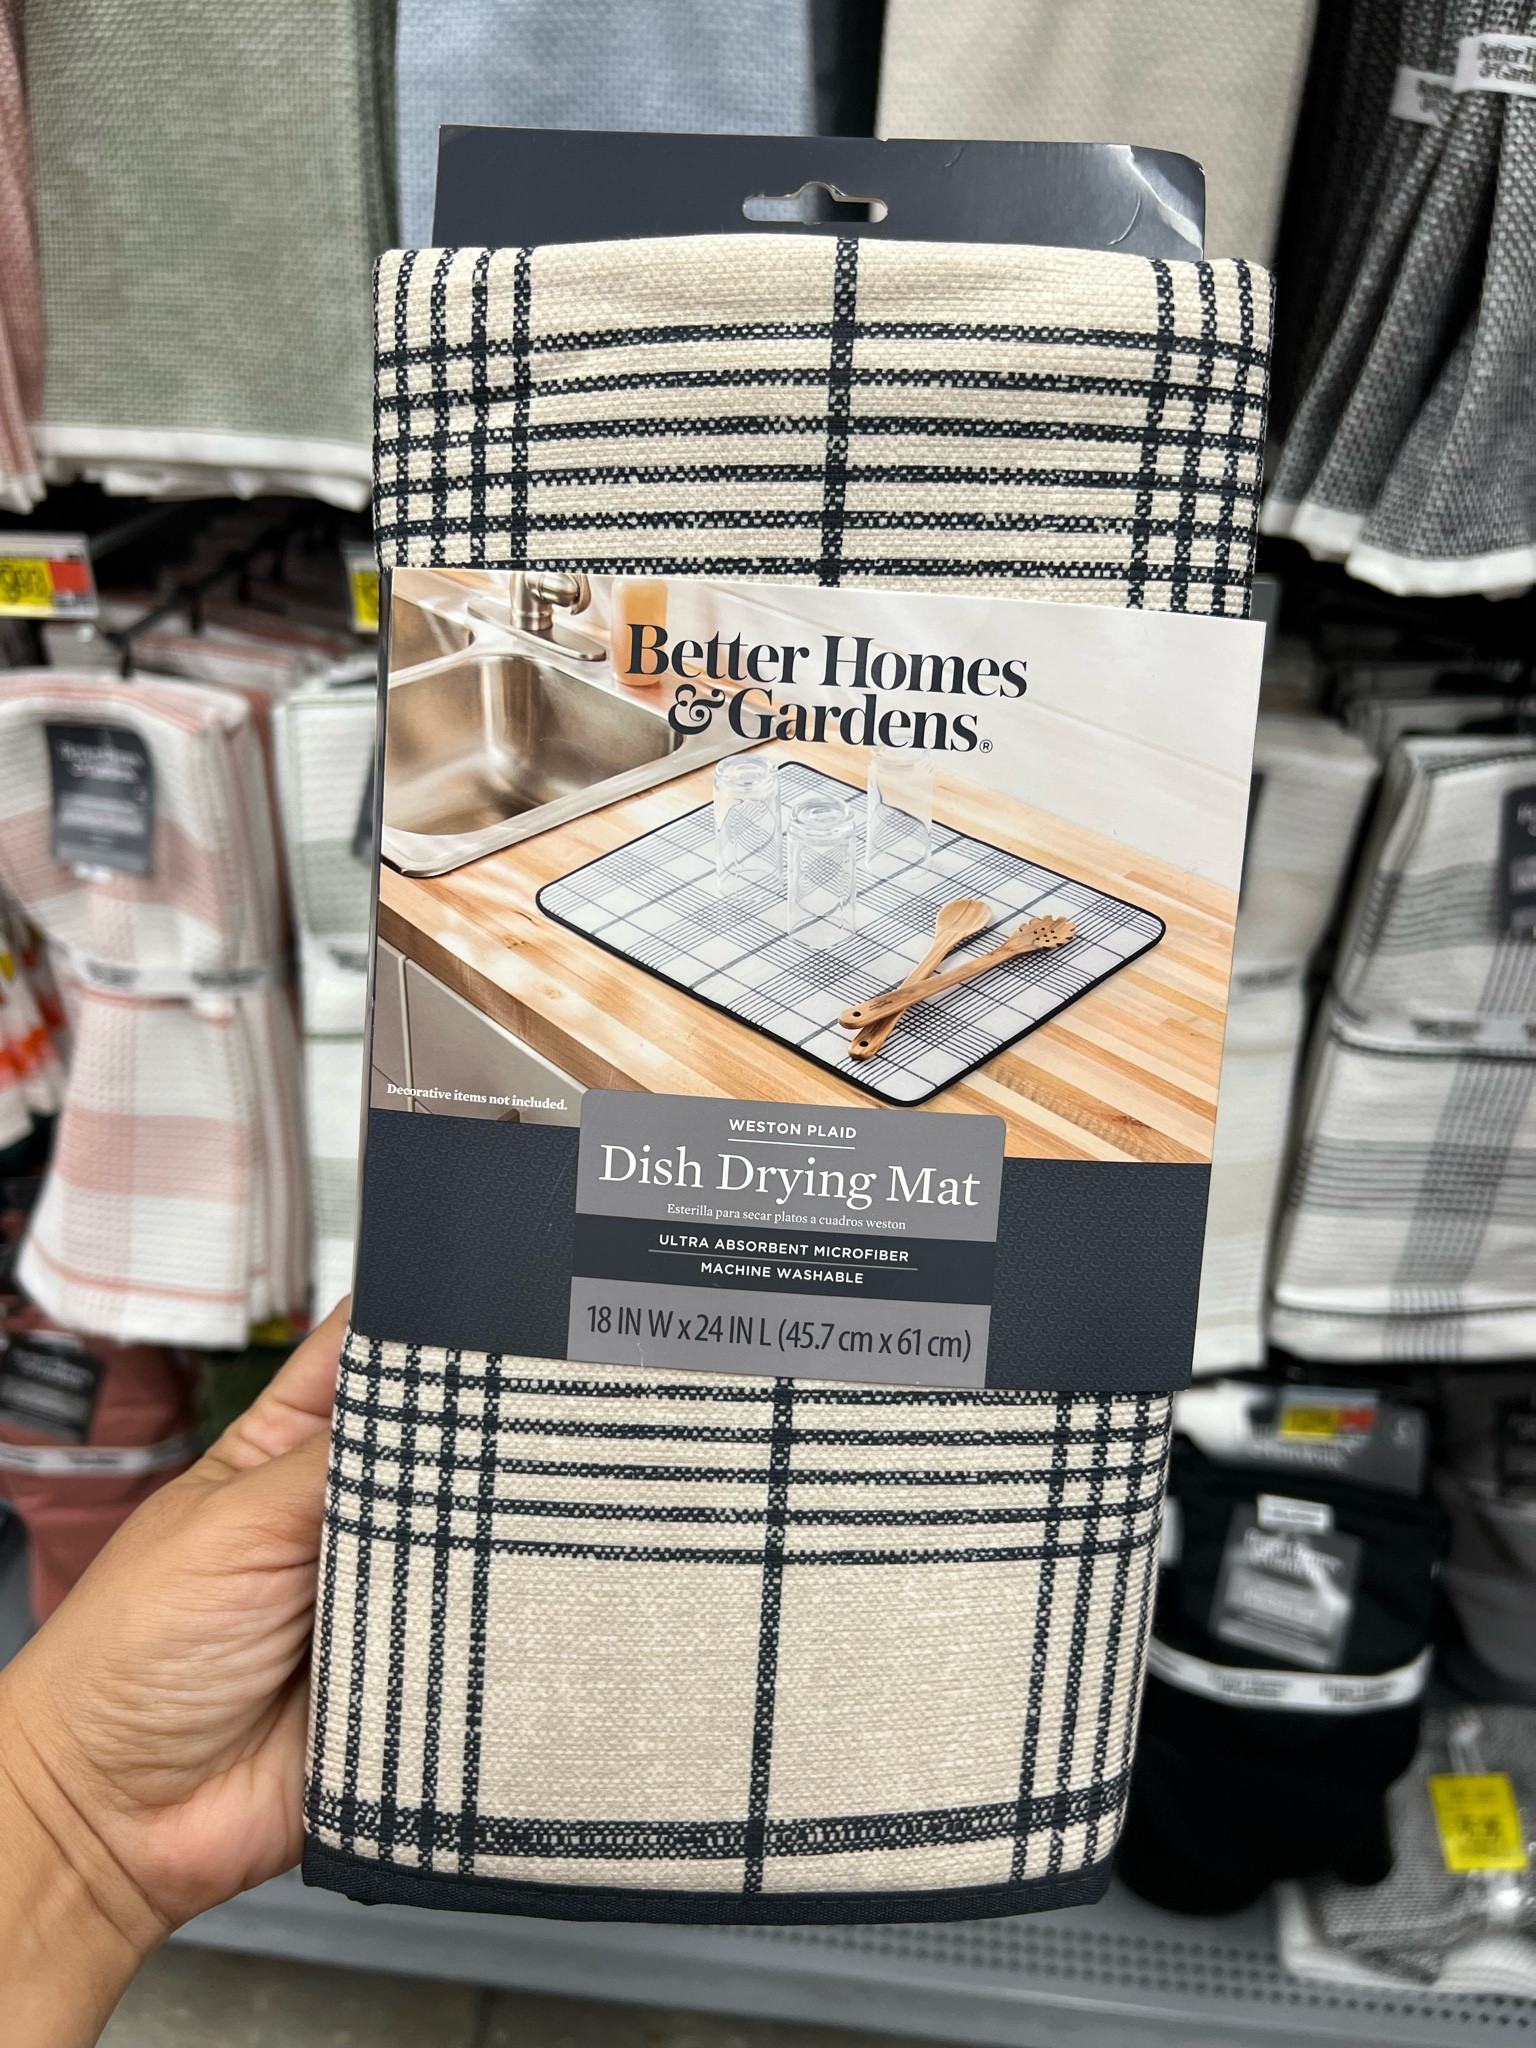 Better Homes
& Gardens®
Decorative items not included.
WESTON PLAID
Dish Drying Mat
Esterilla para secar platos a cuadros weston
ULTRA ABSORBENT MICROFIBER
MACHINE WASHABLE
18 IN W x 24 IN L (45.7 cm x 61 cm)